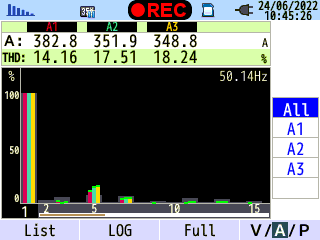 REC 24/06/2022
10:45:26
A1 A2 A3
A: 382.8 351.9 348.8 A
THD: 14.16 17.51 18.24 %
% 50.14Hz
100
50
0
1 2 5 10 15
All
A1
A2
A3
List LOG Full V/A/P